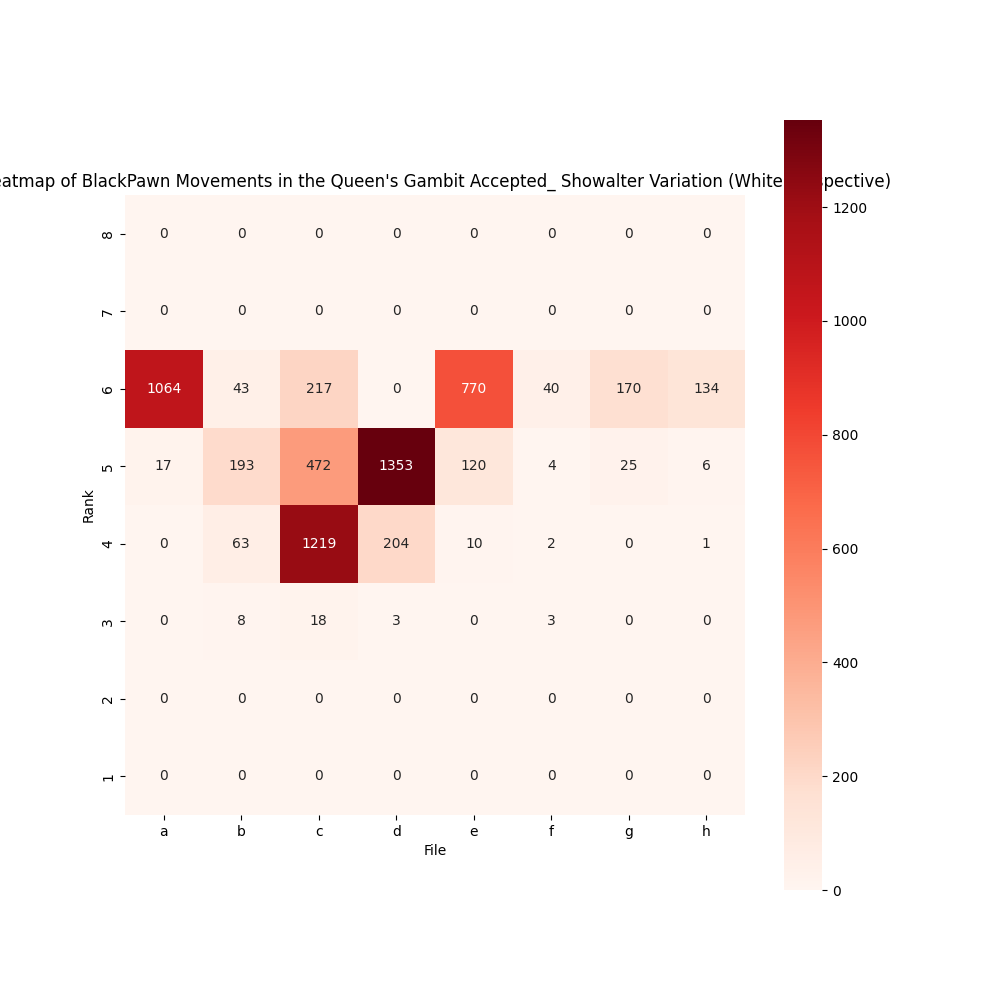 eatmap of BlackPawn Movements in the Queen's Gambit Accepted_ Showalter Variation (White spective)
1200
1000
800
600
400
200
0
8 0 0 0 0 0 0 0 0
7 0 0 0 0 0 0 0 0
6 1064 43 217 0 770 40 170 134
5 17 193 472 1353 120 4 25 6
Rank
4 0 63 1219 204 10 2 0 1
3 0 8 18 3 0 3 0 0
2 0 0 0 0 0 0 0 0
1 0 0 0 0 0 0 0 0
a b c d e f g h
File